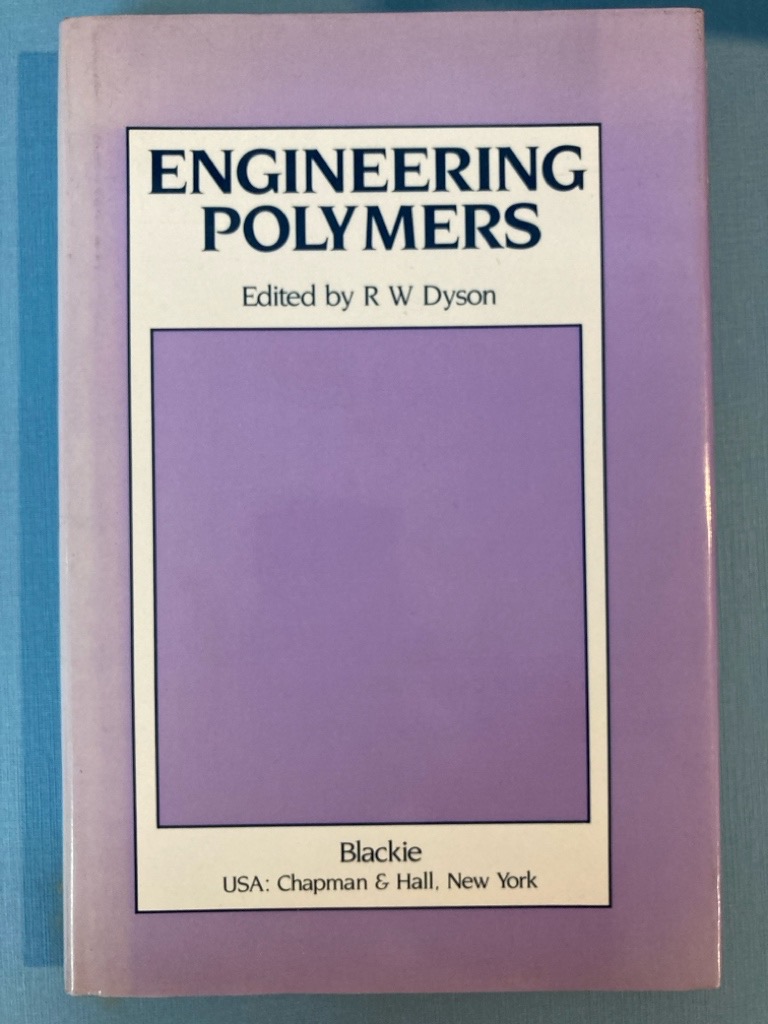 ENGINEERING
POLYMERS
Edited by R W Dyson
Blackie
USA: Chapman & Hall, New York